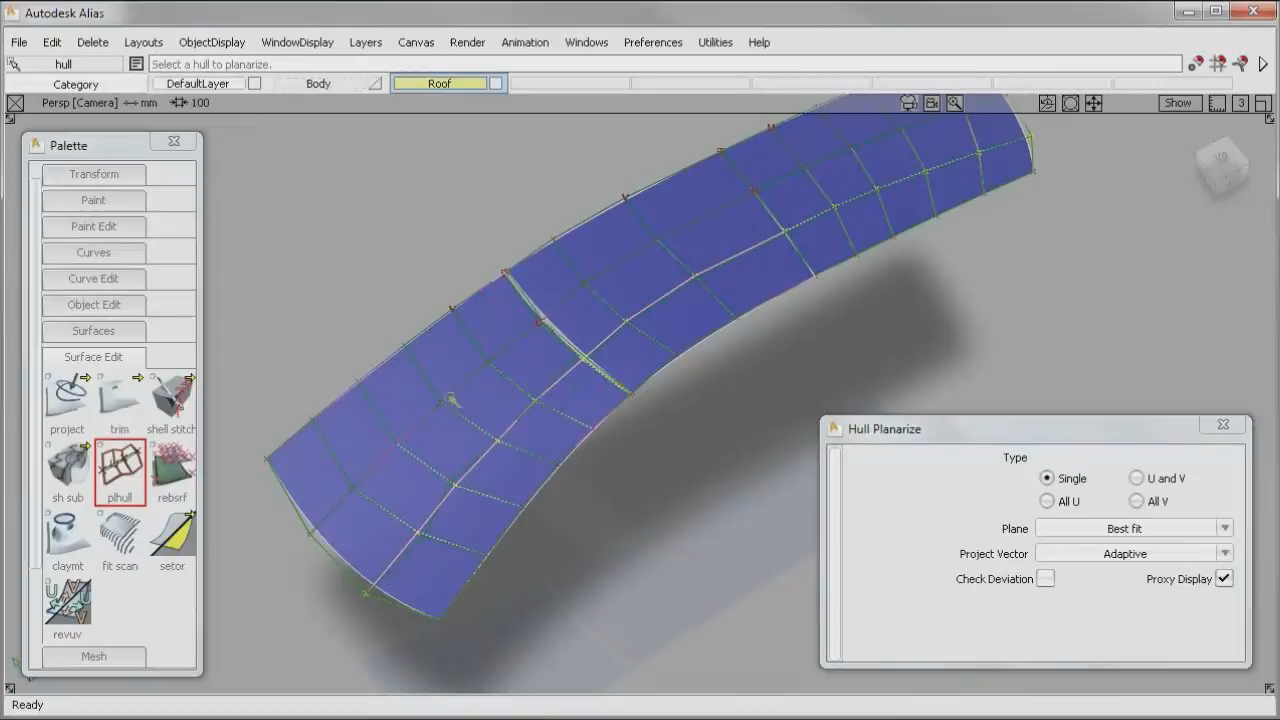 Autodesk Alias
File Edit Delete Layouts ObjectDisplay WindowDisplay Layers Canvas Render Animation Windows Preferences Utilities Help
hull Select a hull to planarize.
Category DefaultLayer Body Roof
Persp [Camera] mm 100 Show 3
Palette
Transform
Paint
Paint Edit
Curves
Curve Edit
Object Edit
Surfaces
Surface Edit
project trim shell stitch
sh sub plhull rebsrf
claymt fit scan setor
revuv
Mesh
Hull Planarize
Type
Single U and V
All U All V
Plane Best fit
Project Vector Adaptive
Check Deviation Proxy Display
Ready